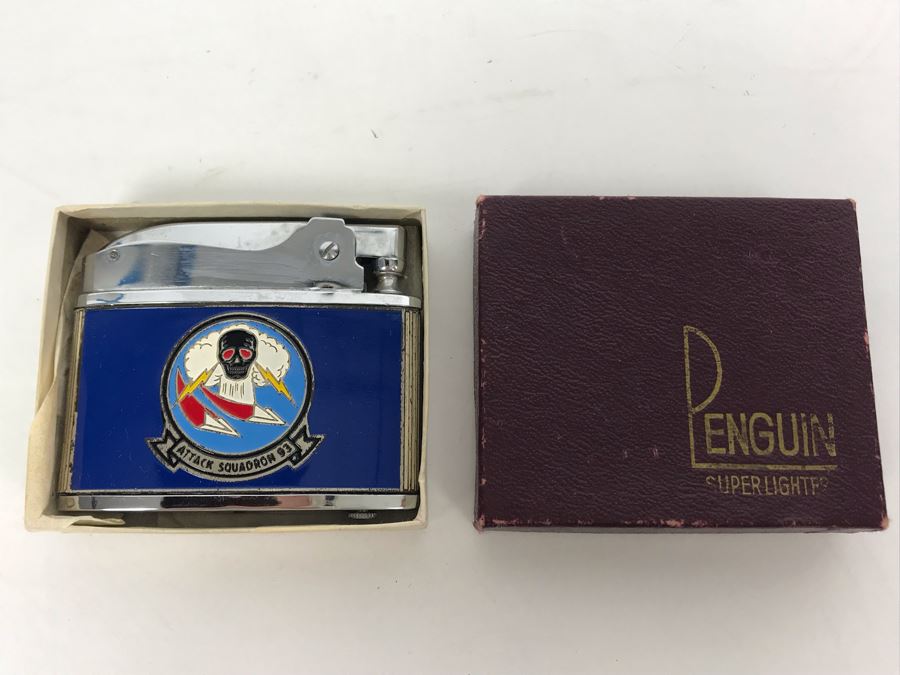 ATTACK SQUADRON 93
PENGUIN
SUPER LIGHTER